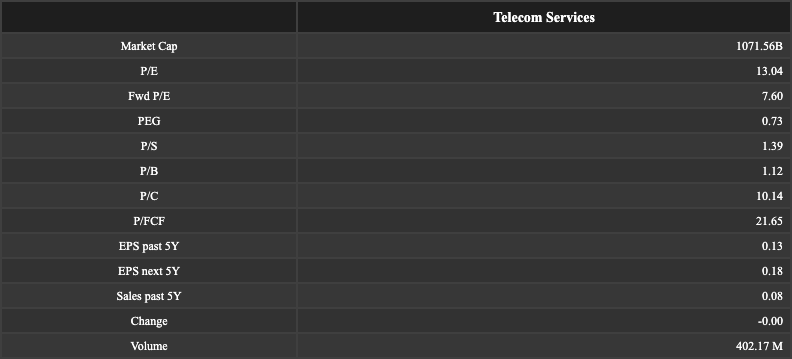 Telecom Services
Market Cap 1071.56B
P/E 13.04
Fwd P/E 7.60
PEG 0.73
P/S 1.39
P/B 1.12
P/C 10.14
P/FCF 21.65
EPS past 5Y 0.13
EPS next 5Y 0.18
Sales past 5Y 0.08
Change -0.00
Volume 402.17 M